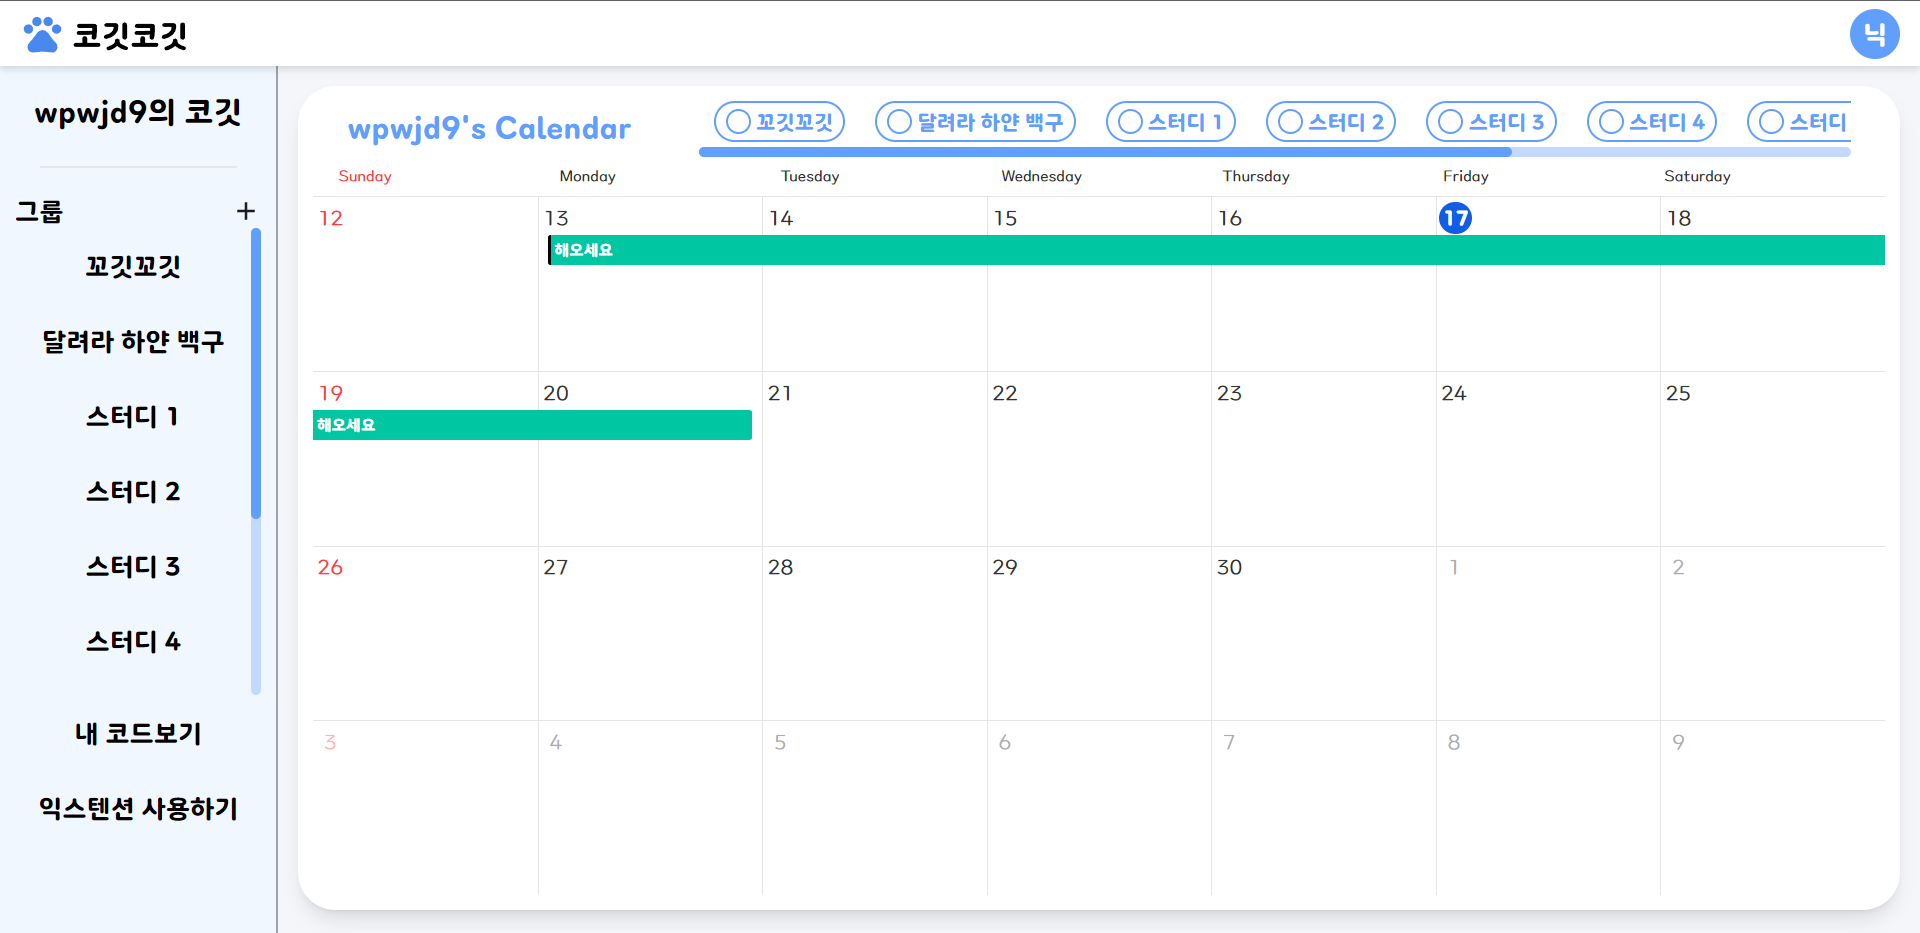 코깃코깃
닉
wpwjd9의 코깃
그룹 +
꼬깃꼬깃
달려라 하얀 백구
스터디 1
스터디 2
스터디 3
스터디 4
내 코드보기
익스텐션 사용하기
wpwjd9's Calendar
꼬깃꼬깃 달려라 하얀 백구 스터디 1 스터디 2 스터디 3 스터디 4 스터디
Sunday Monday Tuesday Wednesday Thursday Friday Saturday
12 13 14 15 16 17 18
해오세요
19 20 21 22 23 24 25
해오세요
26 27 28 29 30 1 2
3 4 5 6 7 8 9